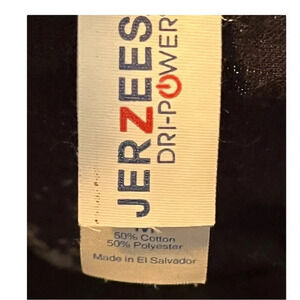 JERZEES
DRI-POWER
M
50% Cotton
50% Polyester
Made in El Salvador